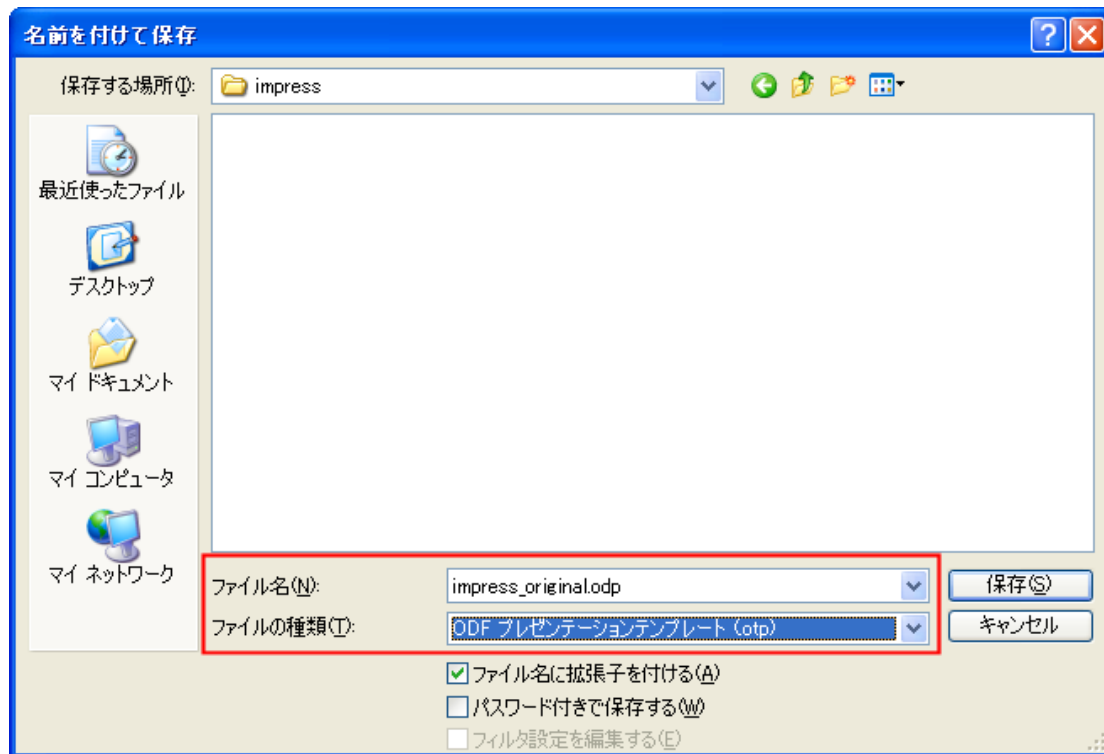 名前を付けて保存
保存する場所(I):
impress
最近使ったファイル
デスクトップ
マイ ドキュメント
マイ コンピュータ
マイ ネットワーク
ファイル名(N):
impress_original.odp
保存(S)
ファイルの種類(T):
ODF プレゼンテーションテンプレート (otp)
キャンセル
ファイル名に拡張子を付ける(A)
パスワード付きで保存する(W)
フィルタ設定を編集する(E)